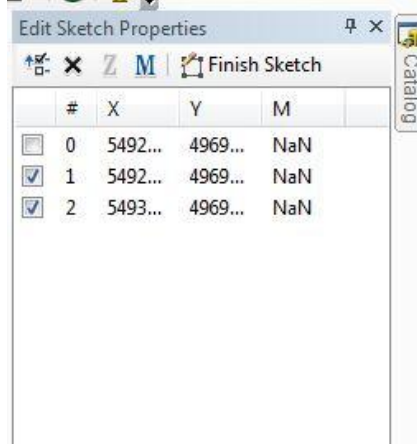 Edit Sketch Properties
Z M Finish Sketch
# X Y M
0 5492... 4969... NaN
1 5492... 4969... NaN
2 5493... 4969... NaN
Catalog